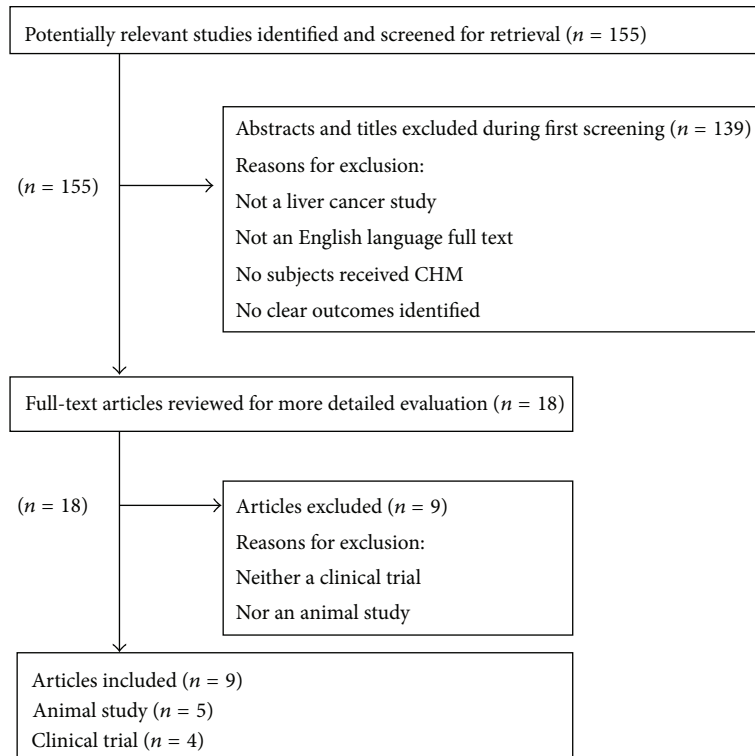 Potentially relevant studies identified and screened for retrieval (n = 155)
Abstracts and titles excluded during first screening (n = 139)
Reasons for exclusion:
(n = 155)
Not a liver cancer study
Not an English language full text
No subjects received CHM
No clear outcomes identified
Full-text articles reviewed for more detailed evaluation (n = 18)
(n = 18)
Articles excluded (n = 9)
Reasons for exclusion:
Neither a clinical trial
Nor an animal study
Articles included (n = 9)
Animal study (n = 5)
Clinical trial (n = 4)